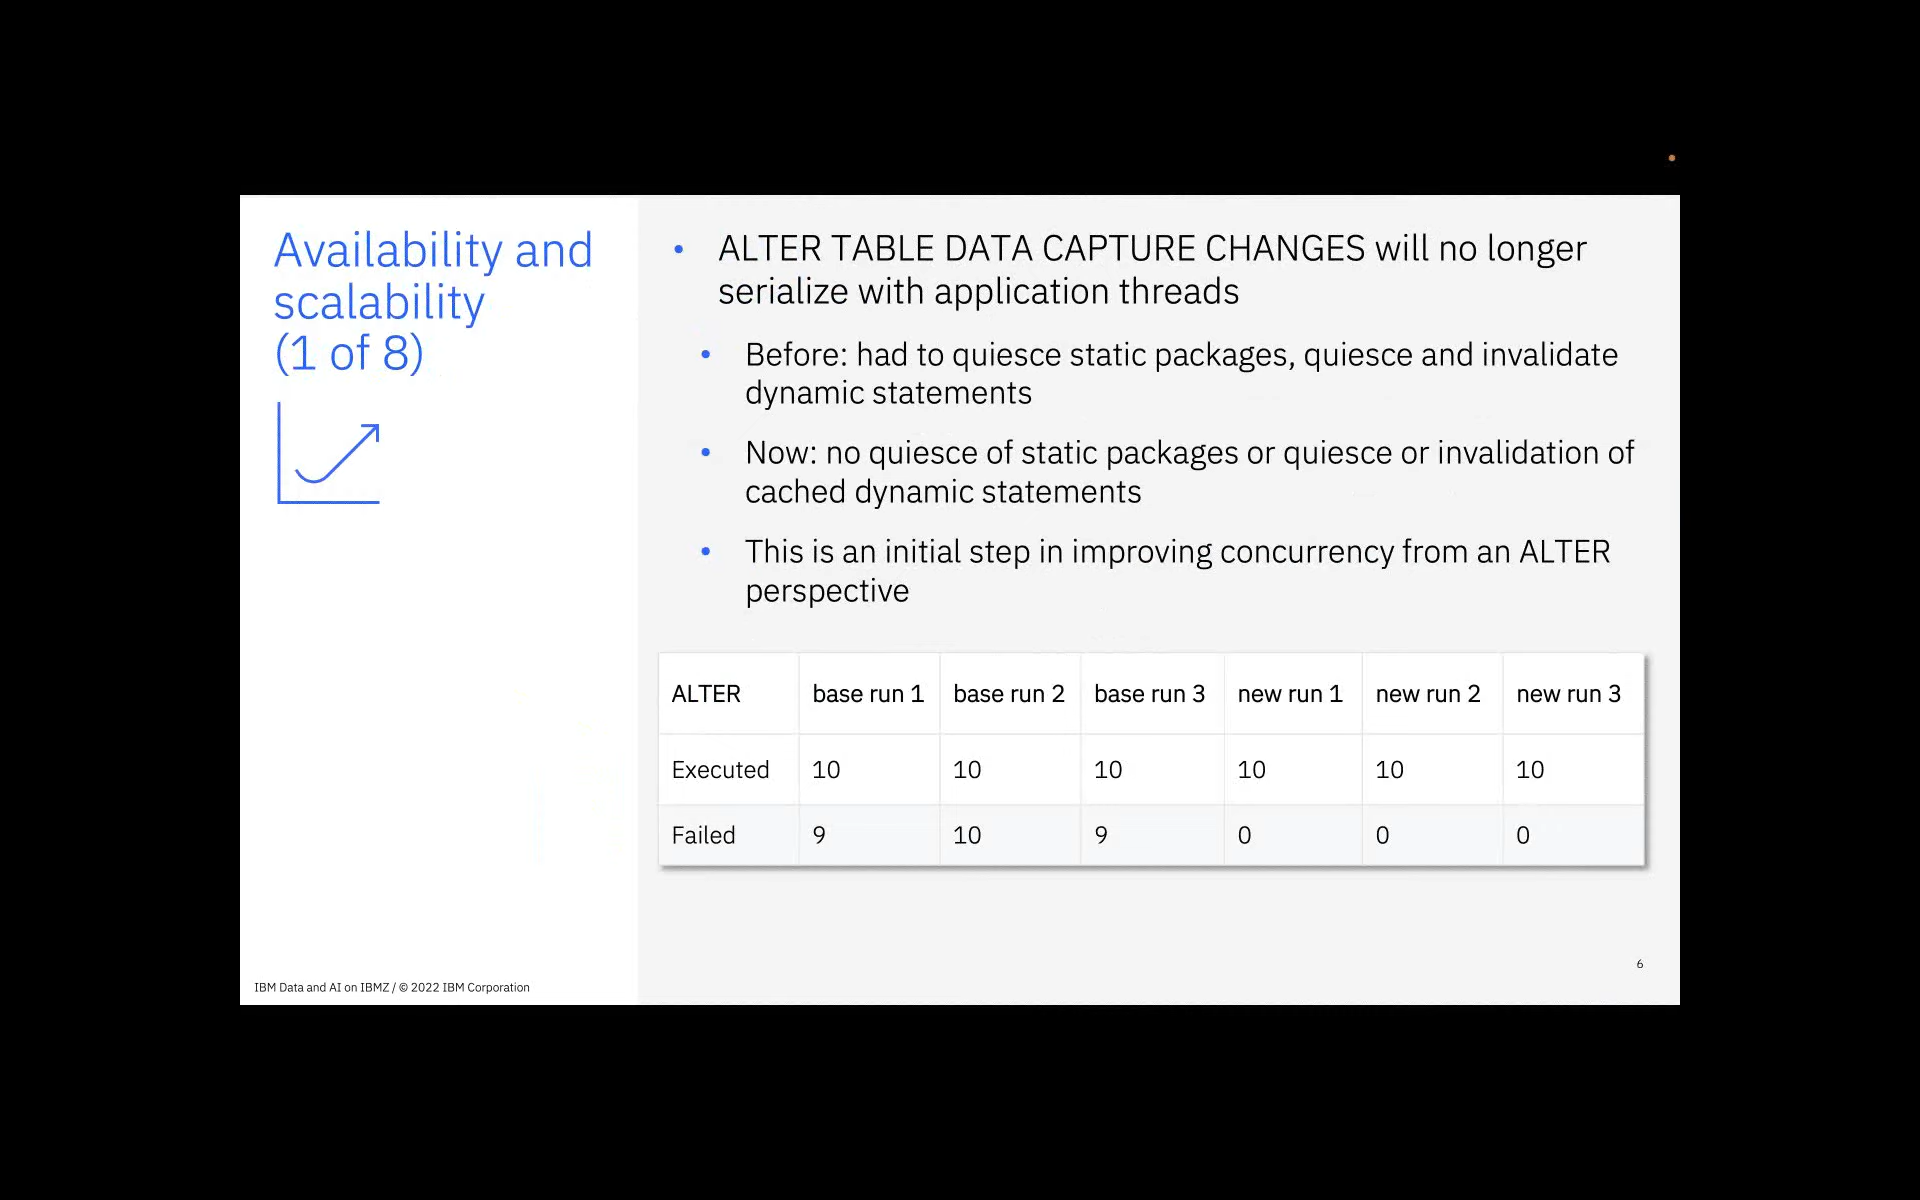 Availability and
scalability
(1 of 8)
• ALTER TABLE DATA CAPTURE CHANGES will no longer
serialize with application threads
• Before: had to quiesce static packages, quiesce and invalidate
dynamic statements
• Now: no quiesce of static packages or quiesce or invalidation of
cached dynamic statements
• This is an initial step in improving concurrency from an ALTER
perspective
ALTER base run 1 base run 2 base run 3 new run 1 new run 2 new run 3
Executed 10 10 10 10 10 10
Failed 9 10 9 0 0 0
6
IBM Data and AI on IBMZ / © 2022 IBM Corporation